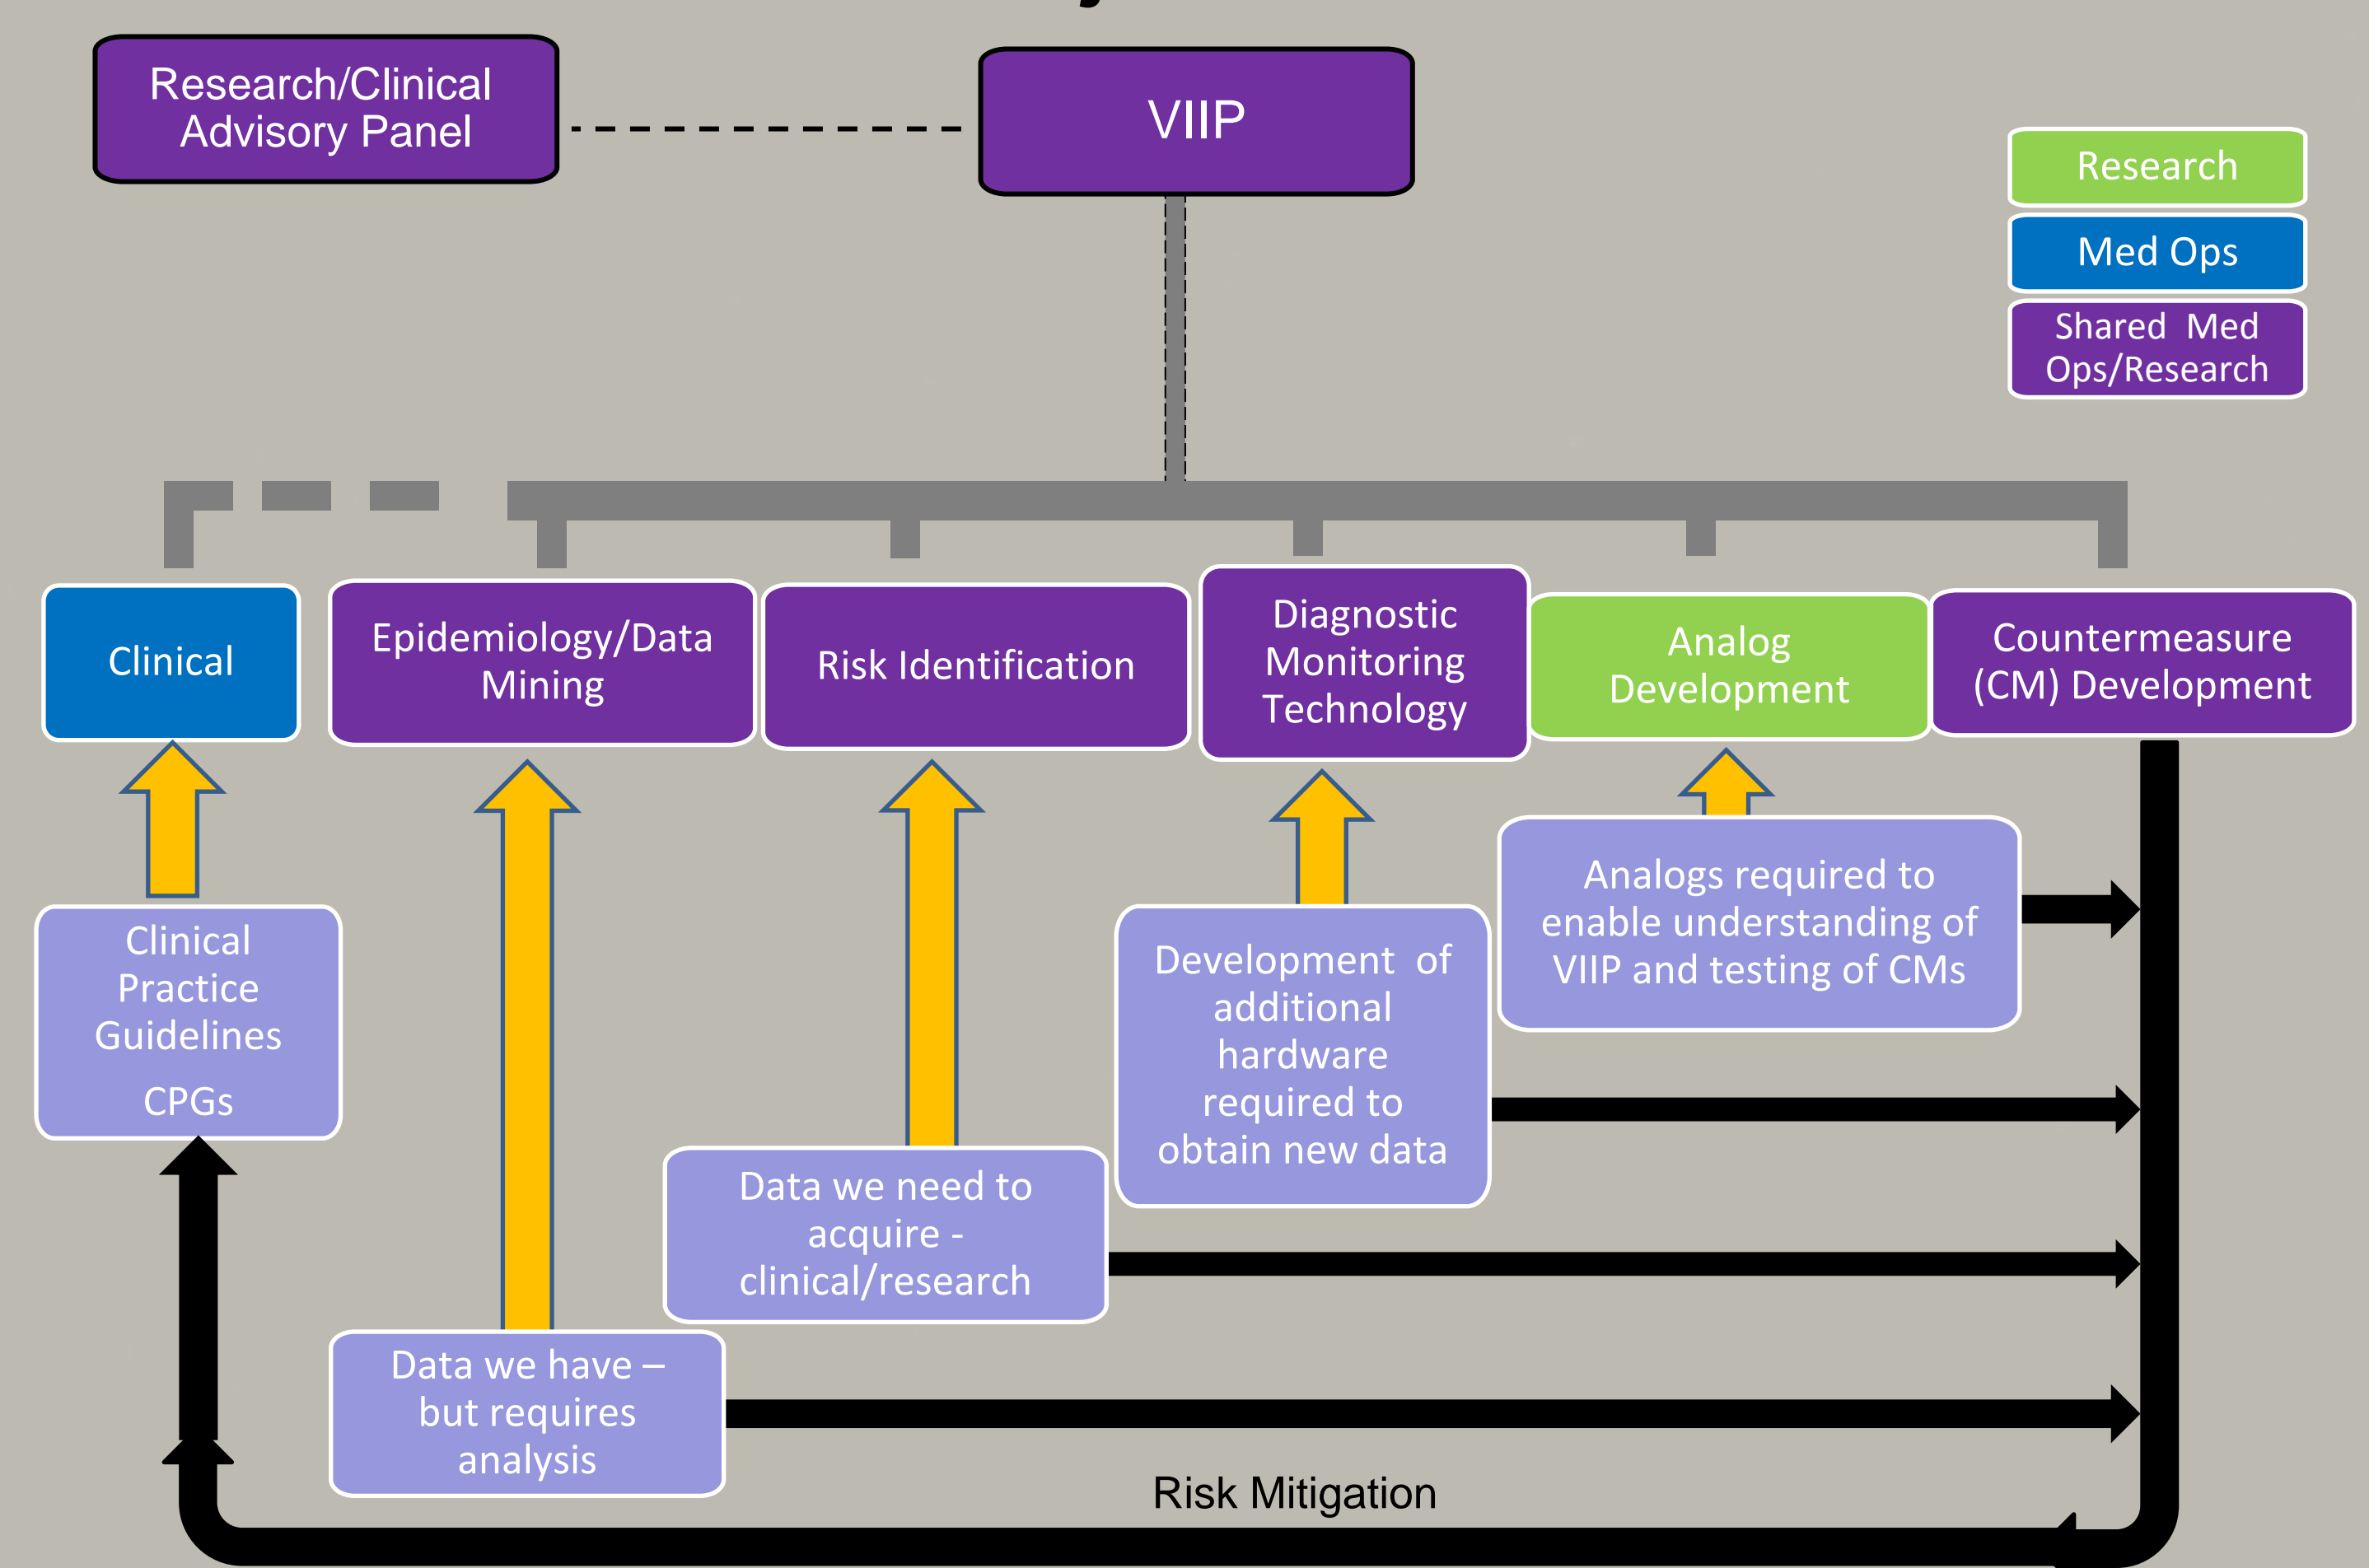 Research/Clinical
Advisory Panel
VIIP
Research
Med Ops
Shared Med
Ops/Research
Clinical
Epidemiology/Data
Mining
Risk Identification
Diagnostic
Monitoring
Technology
Analog
Development
Countermeasure
(CM) Development
Clinical
Practice
Guidelines
CPGs
Data we have –
but requires
analysis
Data we need to
acquire -
clinical/research
Development of
additional
hardware
required to
obtain new data
Analogs required to
enable understanding of
VIIP and testing of CMs
Risk Mitigation